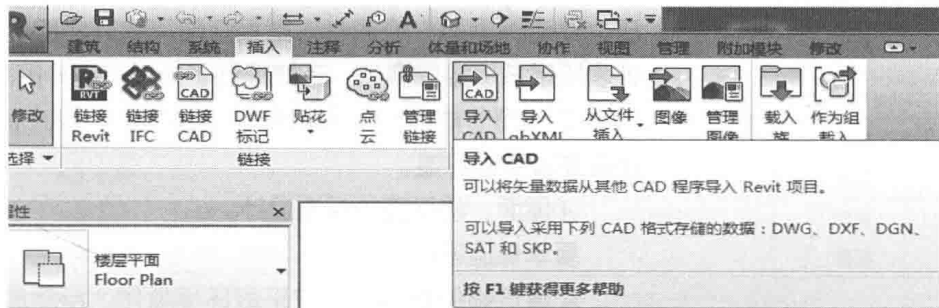 建筑 结构 系统 插入 注释 分析 体量和场地 协作 视图 管理 附加模块 修改
修改 链接 链接 链接 DWF 贴花 点 管理 导入 导入 从文件 图像 管理 载入 作为组
Revit IFC CAD 标记 云 链接 CAD gbXML 插入 图像 族 载入
选择 链接
导入 CAD
可以将矢量数据从其他 CAD 程序导入 Revit 项目。
可以导入采用下列 CAD 格式存储的数据：DWG、DXF、DGN、
SAT 和 SKP。
按 F1 键获得更多帮助
属性
楼层平面
Floor Plan